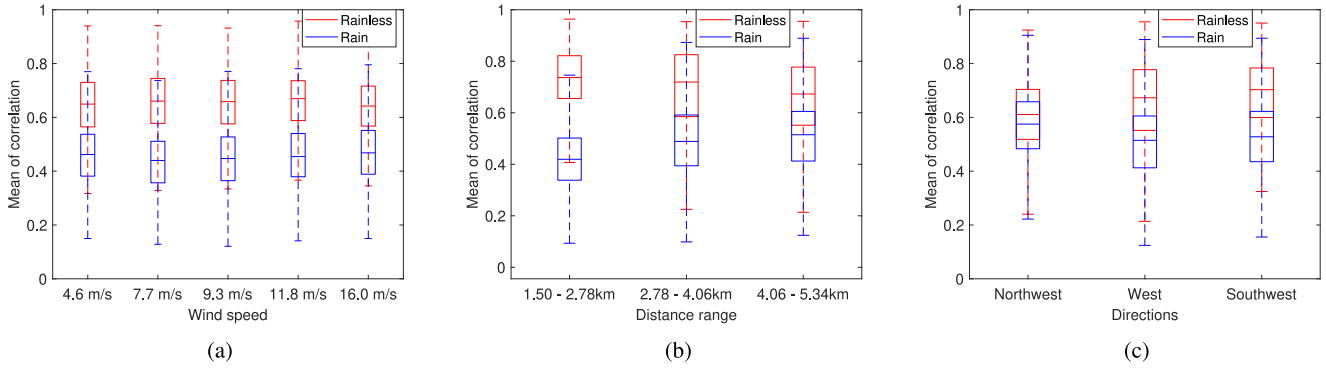 1
0.8
0.6
0.4
0.2
0
Mean of correlation
Rainless
Rain
4.6 m/s 7.7 m/s 9.3 m/s 11.8 m/s 16.0 m/s
Wind speed
(a)
1
0.8
0.6
0.4
0.2
0
Mean of correlation
Rainless
Rain
1.50 - 2.78km 2.78 - 4.06km 4.06 - 5.34km
Distance range
(b)
1
0.8
0.6
0.4
0.2
0
Mean of correlation
Rainless
Rain
Northwest West Southwest
Directions
(c)